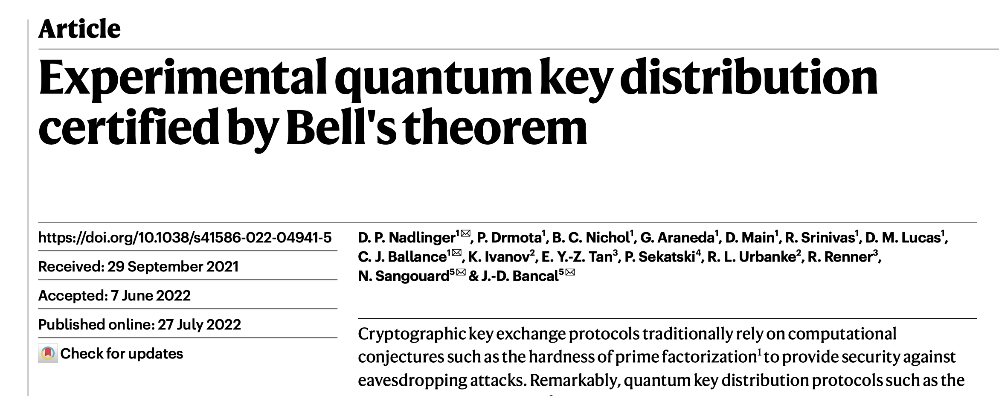 Article
Experimental quantum key distribution
certified by Bell's theorem
https://doi.org/10.1038/s41586-022-04941-5
Received: 29 September 2021
Accepted: 7 June 2022
Published online: 27 July 2022
Check for updates
D. P. Nadlinger¹✉, P. Drmota¹, B. C. Nichol¹, G. Araneda¹, D. Main¹, R. Srinivas¹, D. M. Lucas¹,
C. J. Ballance¹✉, K. Ivanov², E. Y.-Z. Tan³, P. Sekatski⁴, R. L. Urbanke², R. Renner³,
N. Sangouard⁵✉ & J.-D. Bancal⁵✉
Cryptographic key exchange protocols traditionally rely on computational
conjectures such as the hardness of prime factorization¹ to provide security against
eavesdropping attacks. Remarkably, quantum key distribution protocols such as the